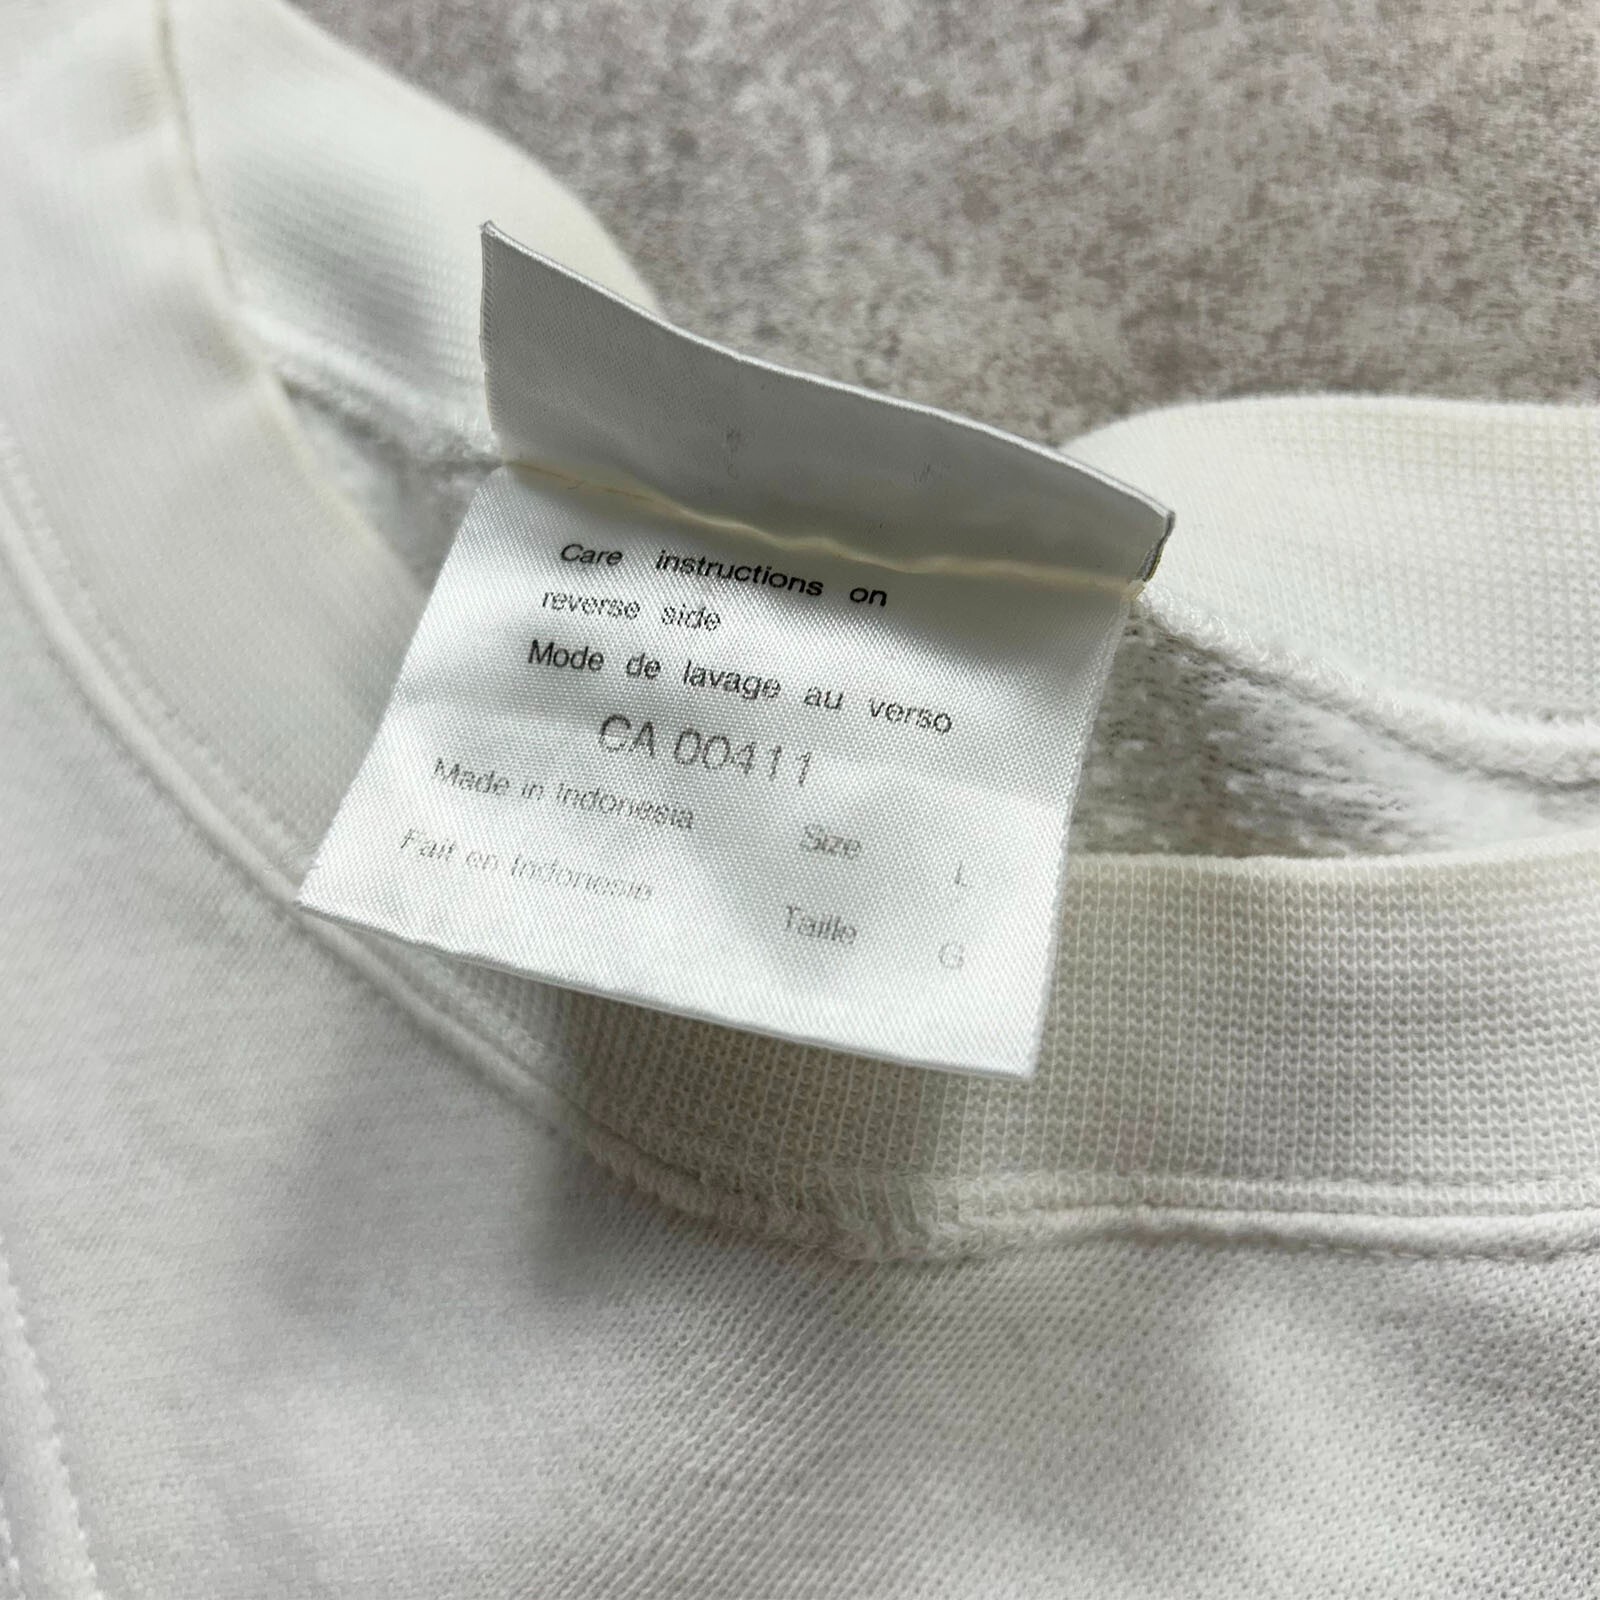 Care instructions on
reverse side
Mode de lavage au verso
CA 00411
Made in Indonesia
Fait en Indonesie
Size L
Taille G